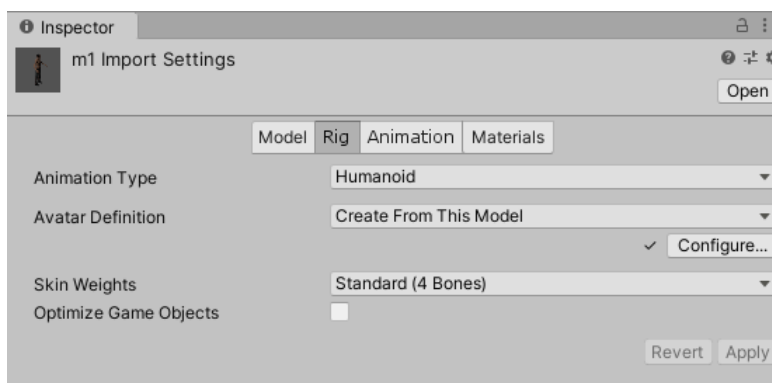 Inspector
m1 Import Settings
Open
Model Rig Animation Materials
Animation Type Humanoid
Avatar Definition Create From This Model
Configure...
Skin Weights Standard (4 Bones)
Optimize Game Objects
Revert Apply